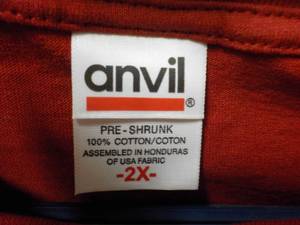 anvil®
PRE-SHRUNK
100% COTTON/COTON
ASSEMBLED IN HONDURAS
OF USA FABRIC
-2X-